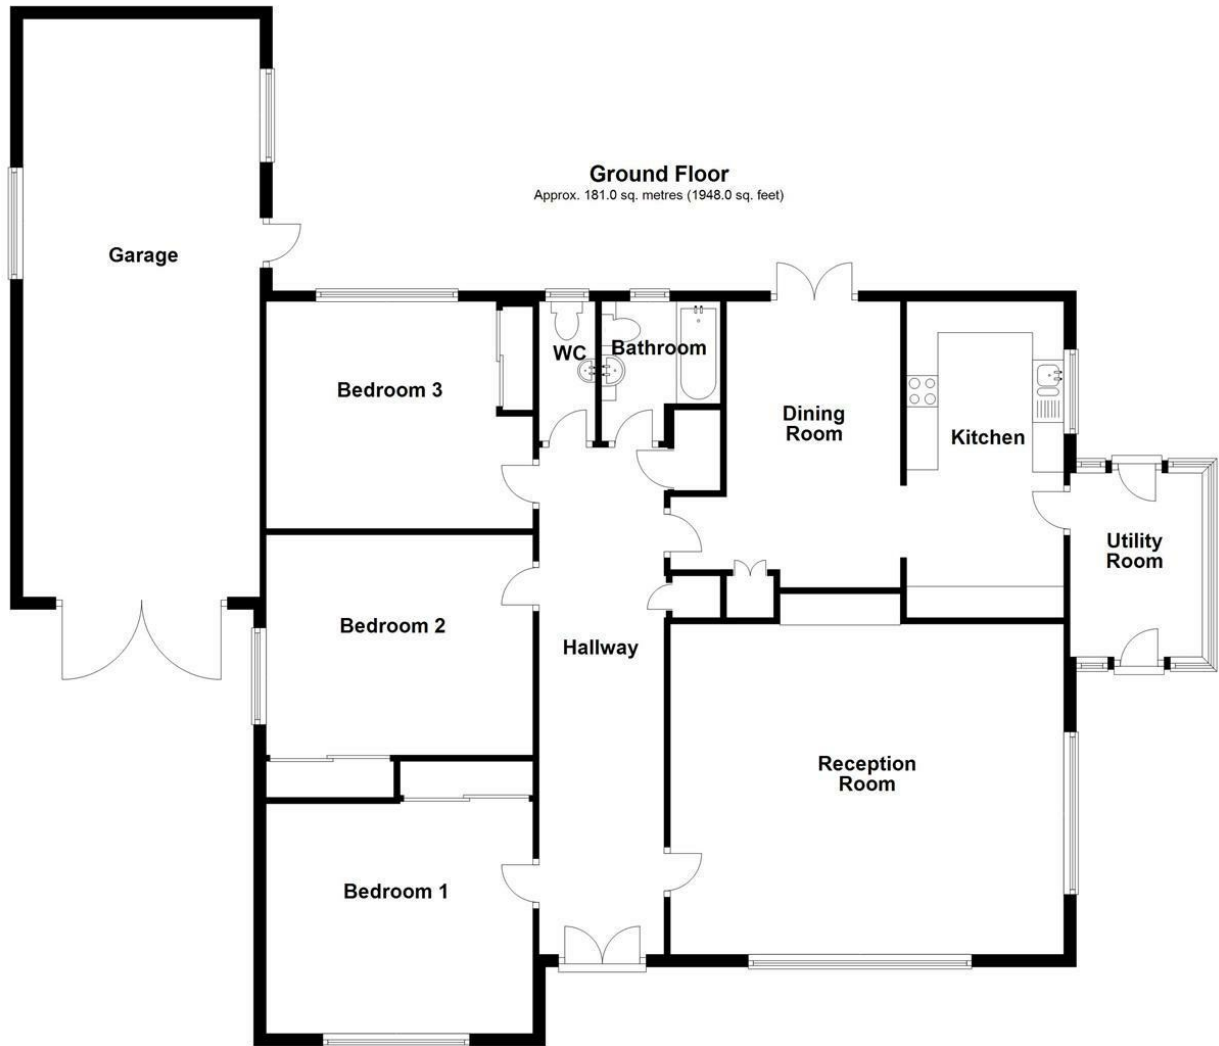 Ground Floor
Approx. 181.0 sq. metres (1948.0 sq. feet)
Garage
WC
Bathroom
Bedroom 3
Dining
Room
Kitchen
Utility
Room
Bedroom 2
Hallway
Reception
Room
Bedroom 1